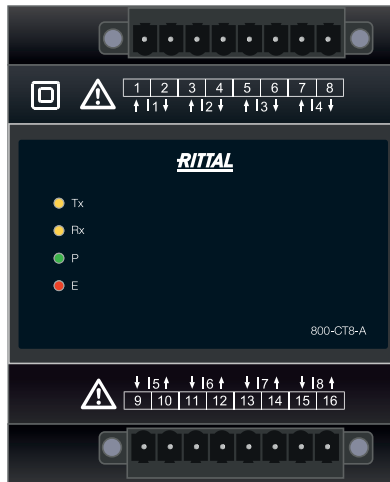 1 2 3 4 5 6 7 8
↑ I1 ↓ ↑ I2 ↓ ↑ I3 ↓ ↑ I4 ↓
RITTAL
Tx
Rx
P
E
800-CT8-A
↓ I5 ↑ ↓ I6 ↑ ↓ I7 ↑ ↓ I8 ↑
9 10 11 12 13 14 15 16